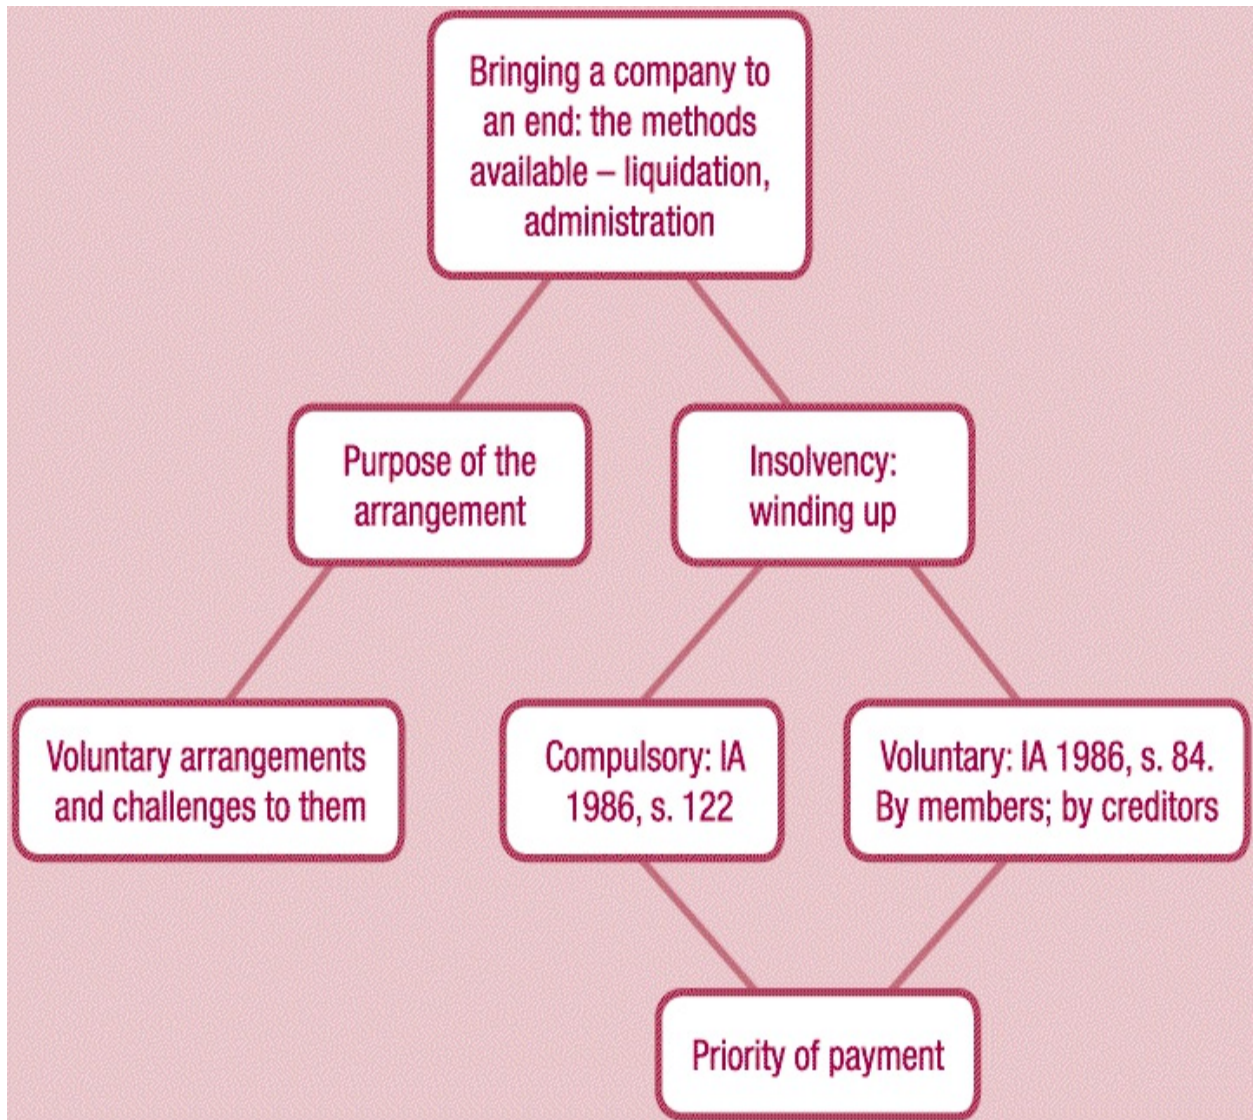 Bringing a company to
an end: the methods
available – liquidation,
administration
Purpose of the
arrangement
Insolvency:
winding up
Voluntary arrangements
and challenges to them
Compulsory: IA
1986, s. 122
Voluntary: IA 1986, s. 84.
By members; by creditors
Priority of payment